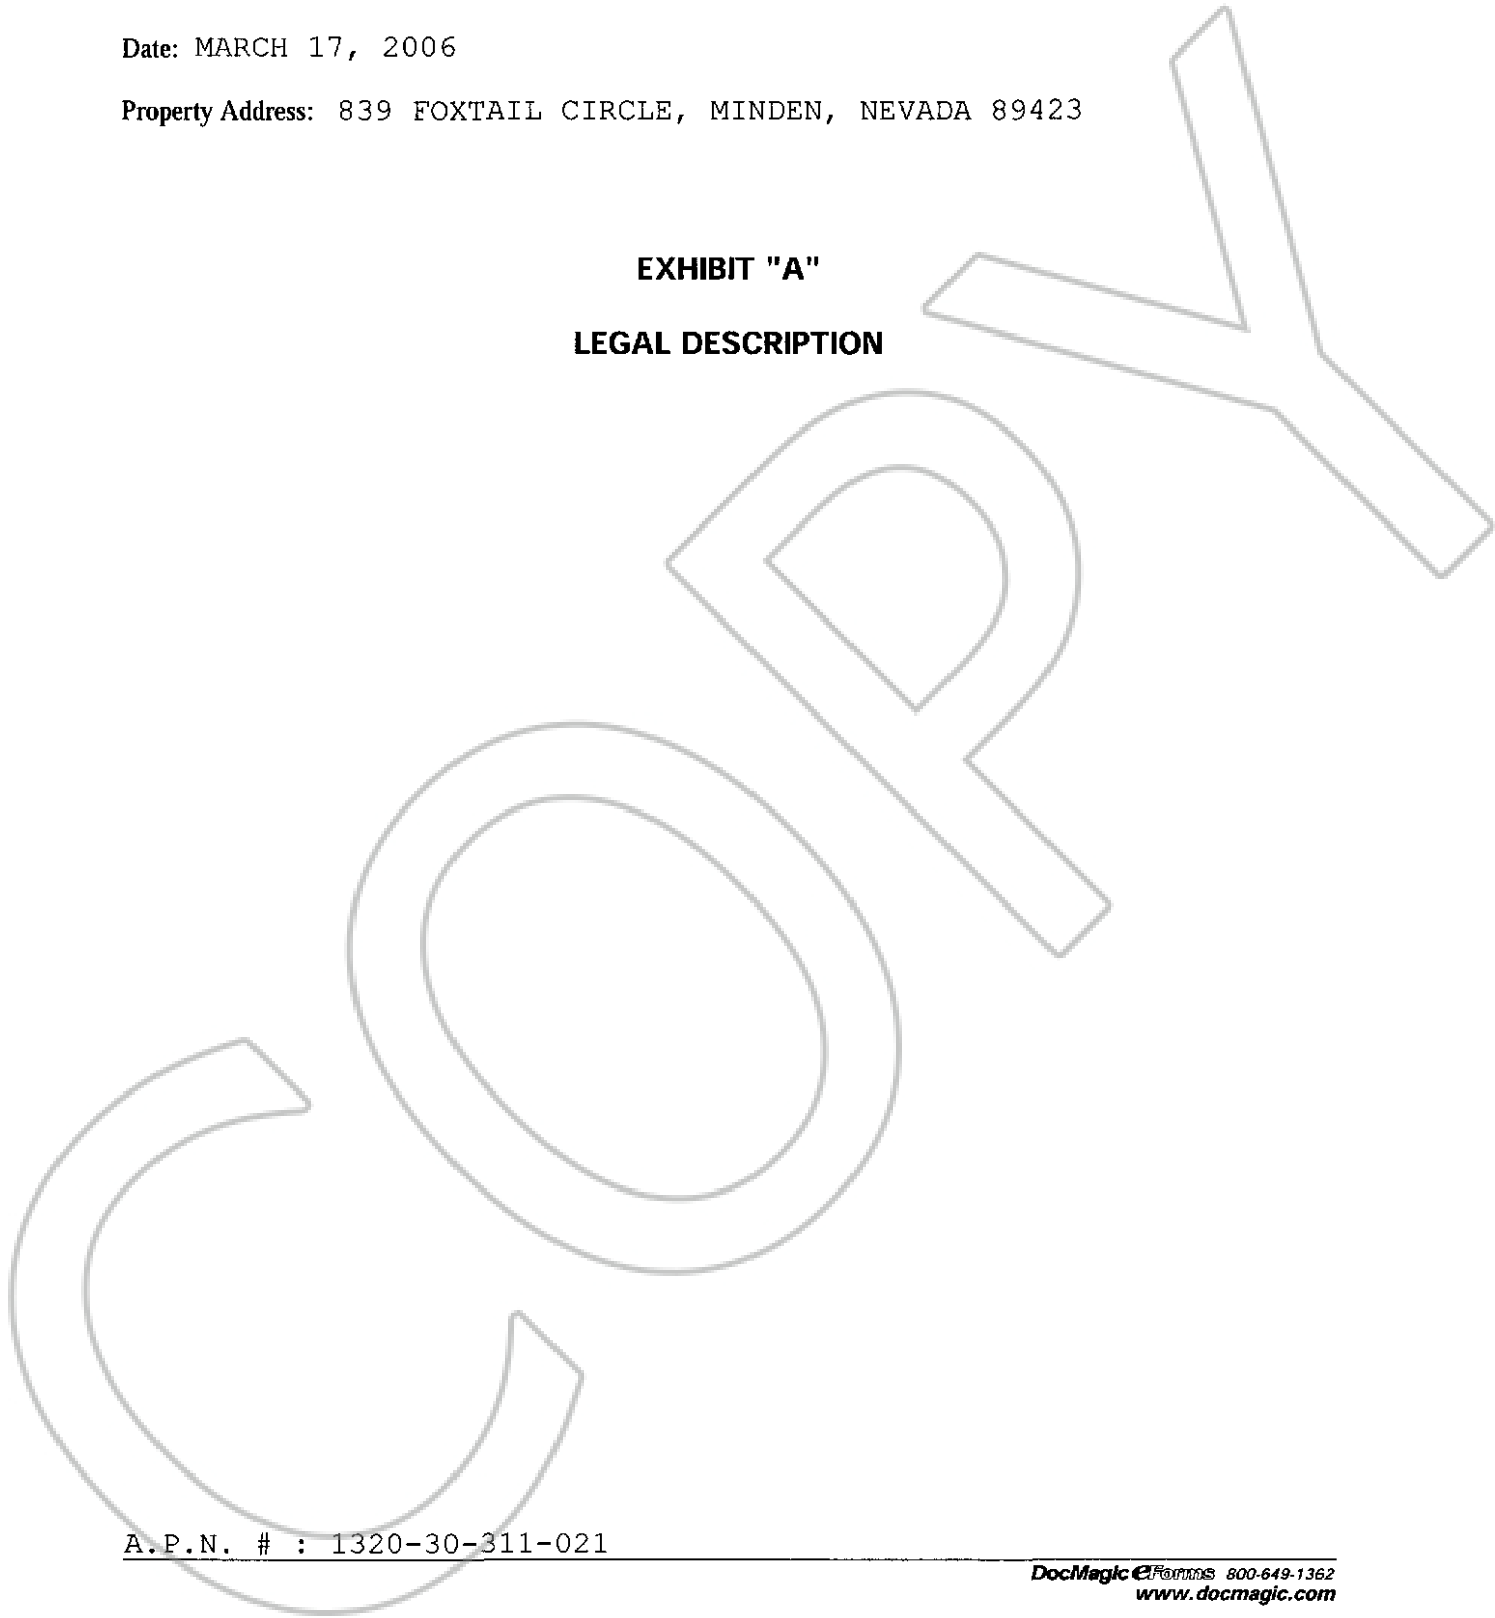 Date: MARCH 17, 2006
Property Address: 839 FOXTAIL CIRCLE, MINDEN, NEVADA 89423
EXHIBIT "A"
LEGAL DESCRIPTION
COPY
A.P.N. # : 1320-30-311-021
DocMagic eForms 800-649-1362
www.docmagic.com